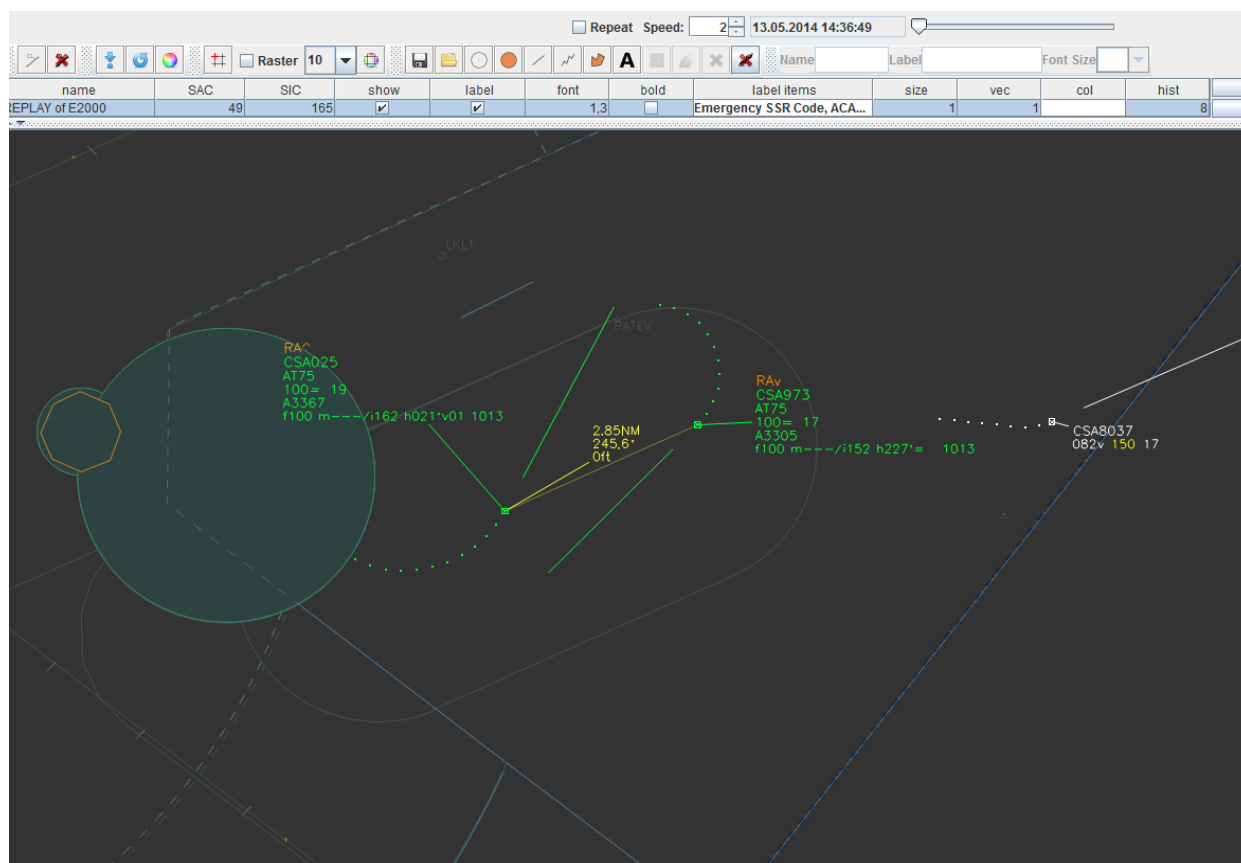 Repeat Speed: 2 13.05.2014 14:36:49
Raster 10 A Name Label Font Size
name SAC SIC show label font bold label items size vec col hist
REPLAY of E2000 49 165 1,3 Emergency SSR Code, ACA... 1 1 8
LKLT
RATEV
RA^
CSA025
AT75
100= 19
A3367
f100 m---/i162 h021°v01 1013
2.85NM
245.6°
0ft
RAv
CSA973
AT75
100= 17
A3305
f100 m---/i152 h227°= 1013
CSA8037
082v 150 17